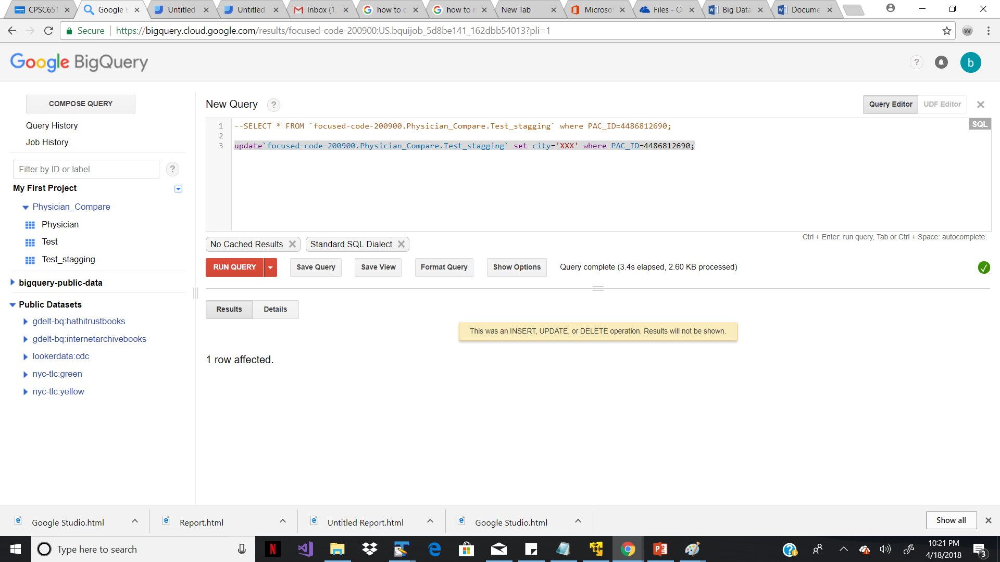 CPSC651
Google B
Untitled
Untitled
Inbox (1,
how to c
how to r
New Tab
Microsof
Files - O
Big Data
Docume
Secure
https://bigquery.cloud.google.com/results/focused-code-200900:US.bquijob_5d8be141_162dbb54013?pli=1
W
Google BigQuery
?
b
COMPOSE QUERY
Query History
Job History
Filter by ID or label
?
My First Project
Physician_Compare
Physician
Test
Test_stagging
bigquery-public-data
Public Datasets
gdelt-bq:hathitrustbooks
gdelt-bq:internetarchivebooks
lookerdata:cdc
nyc-tlc:green
nyc-tlc:yellow
New Query ?
Query Editor
UDF Editor
SQL
1 --SELECT * FROM `focused-code-200900.Physician_Compare.Test_stagging` where PAC_ID=4486812690;
2
3 update`focused-code-200900.Physician_Compare.Test_stagging` set city='XXX' where PAC_ID=4486812690;
Ctrl + Enter: run query, Tab or Ctrl + Space: autocomplete.
No Cached Results
Standard SQL Dialect
RUN QUERY
Save Query
Save View
Format Query
Show Options
Query complete (3.4s elapsed, 2.60 KB processed)
Results
Details
This was an INSERT, UPDATE, or DELETE operation. Results will not be shown.
1 row affected.
Google Studio.html
Report.html
Untitled Report.html
Google Studio.html
Show all
Type here to search
10:21 PM
4/18/2018
3